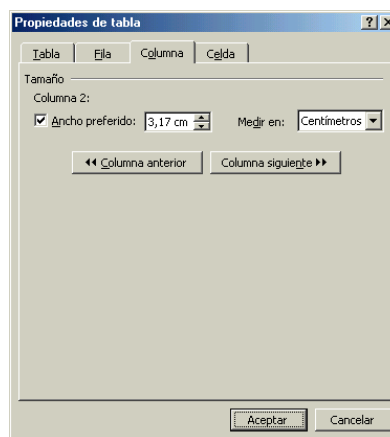 Propiedades de tabla
Tabla Fila Columna Celda
Tamaño
Columna 2:
Ancho preferido: 3,17 cm Medir en: Centímetros
Columna anterior Columna siguiente
Aceptar Cancelar